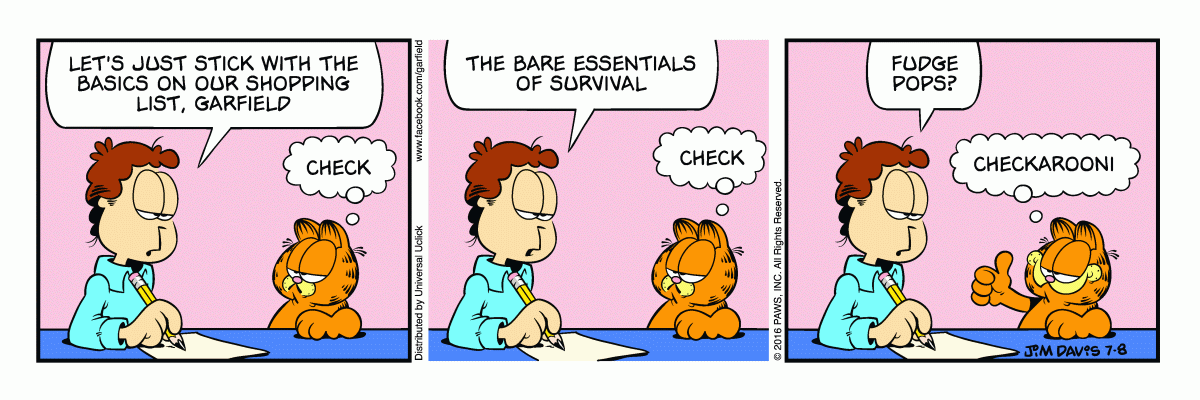 LET'S JUST STICK WITH THE
BASICS ON OUR SHOPPING
LIST, GARFIELD
CHECK
www.facebook.com/garfield
Distributed by Universal Uclick
THE BARE ESSENTIALS
OF SURVIVAL
CHECK
© 2016 PAWS, INC. All Rights Reserved.
FUDGE
POPS?
CHECKAROONI
JIM DAVIS 7-8